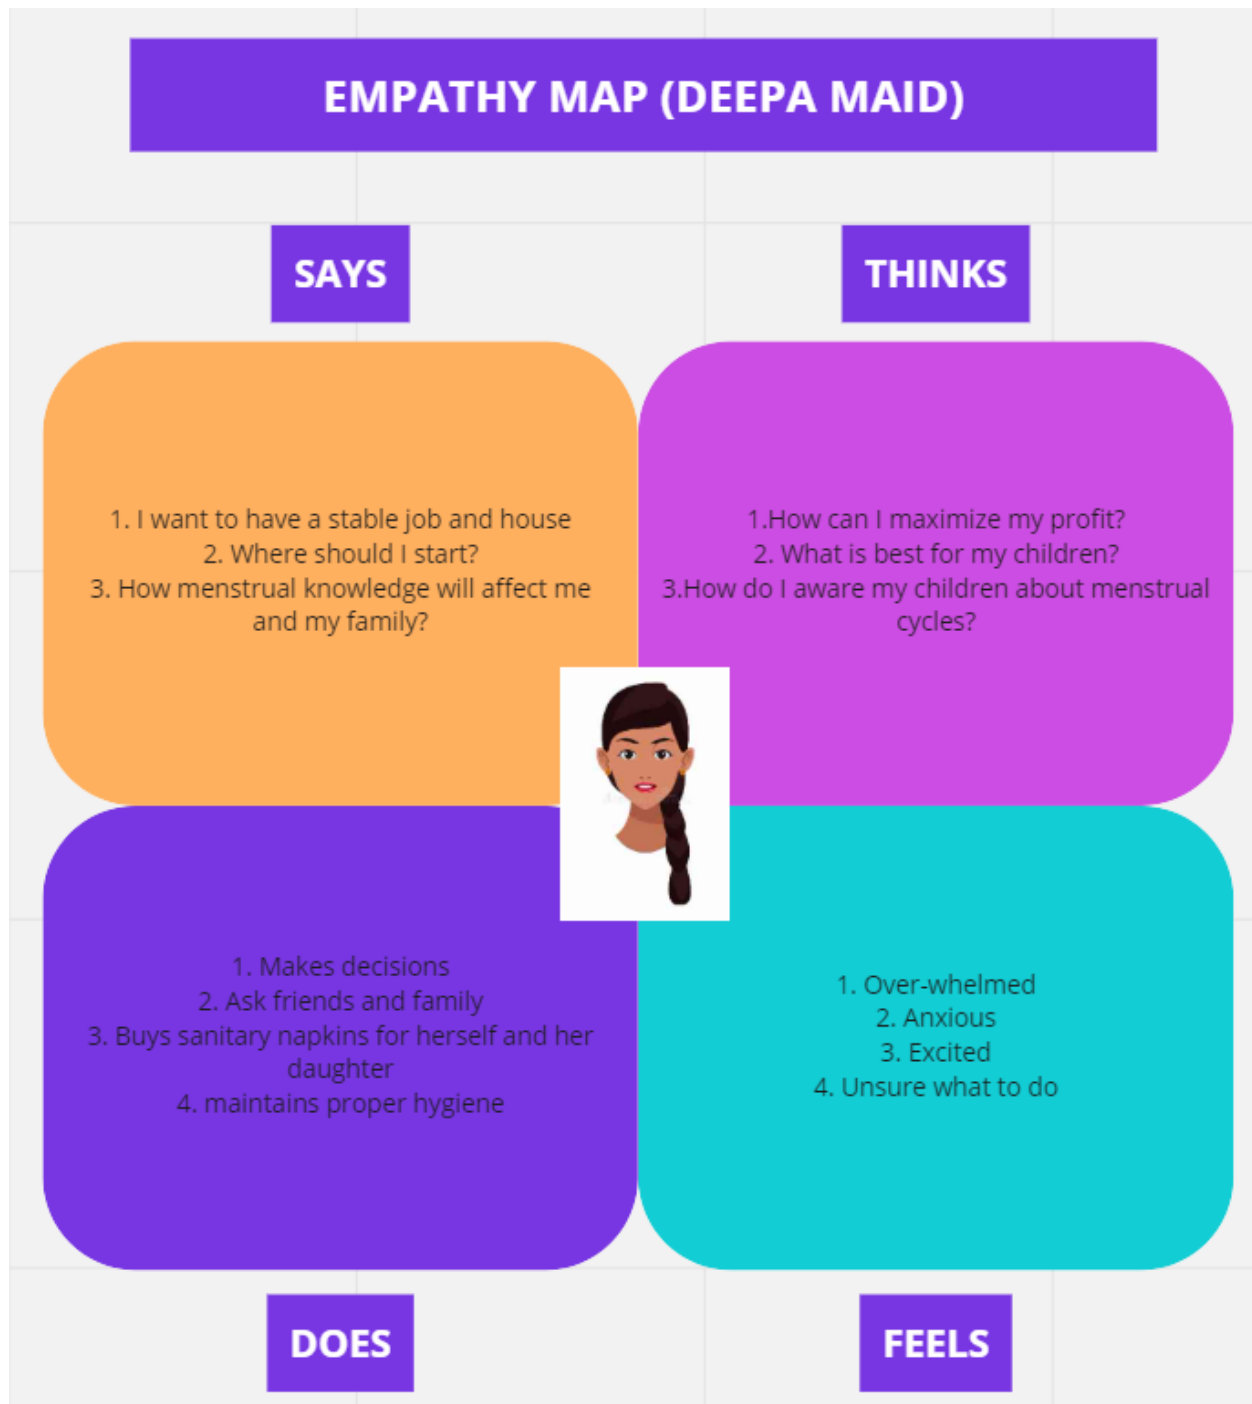 EMPATHY MAP (DEEPA MAID)
SAYS
1. I want to have a stable job and house
2. Where should I start?
3. How menstrual knowledge will affect me
and my family?
THINKS
1.How can I maximize my profit?
2. What is best for my children?
3.How do I aware my children about menstrual
cycles?
1. Makes decisions
2. Ask friends and family
3. Buys sanitary napkins for herself and her
daughter
4. maintains proper hygiene
DOES
1. Over-whelmed
2. Anxious
3. Excited
4. Unsure what to do
FEELS